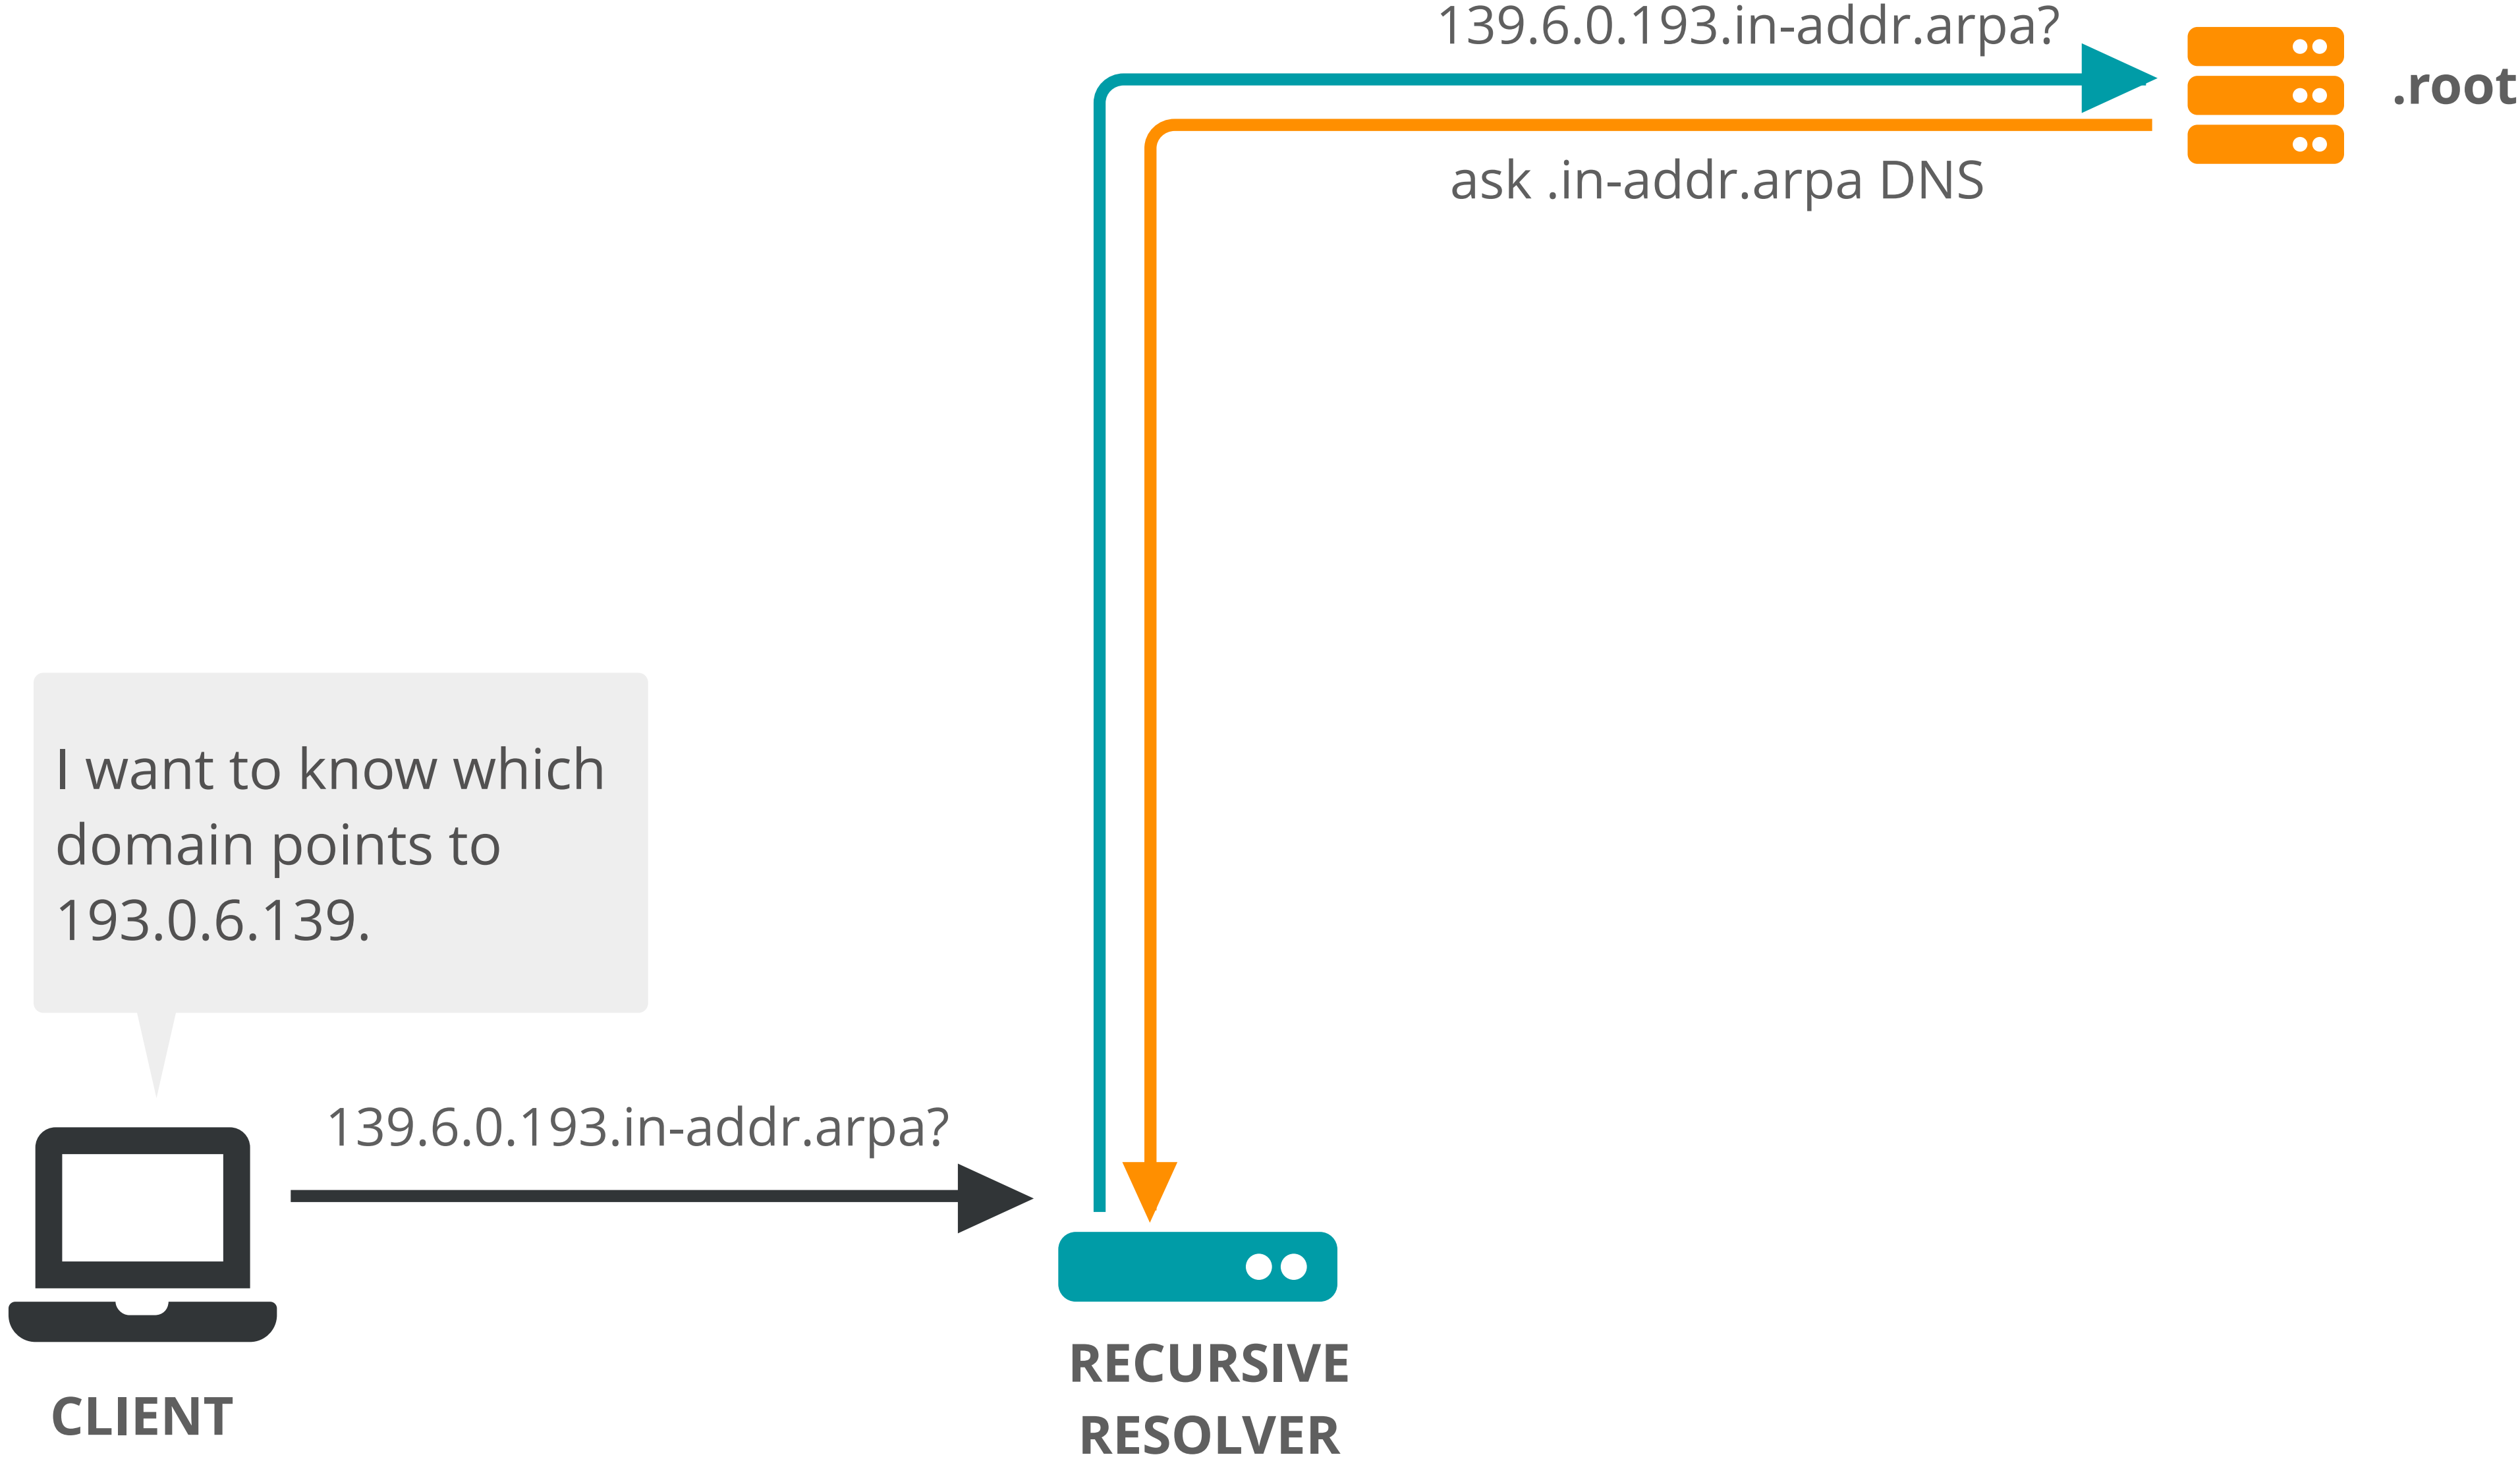 139.6.0.193.in-addr.arpa?
.root
ask .in-addr.arpa DNS
I want to know which
domain points to
193.0.6.139.
139.6.0.193.in-addr.arpa?
CLIENT
RECURSIVE
RESOLVER